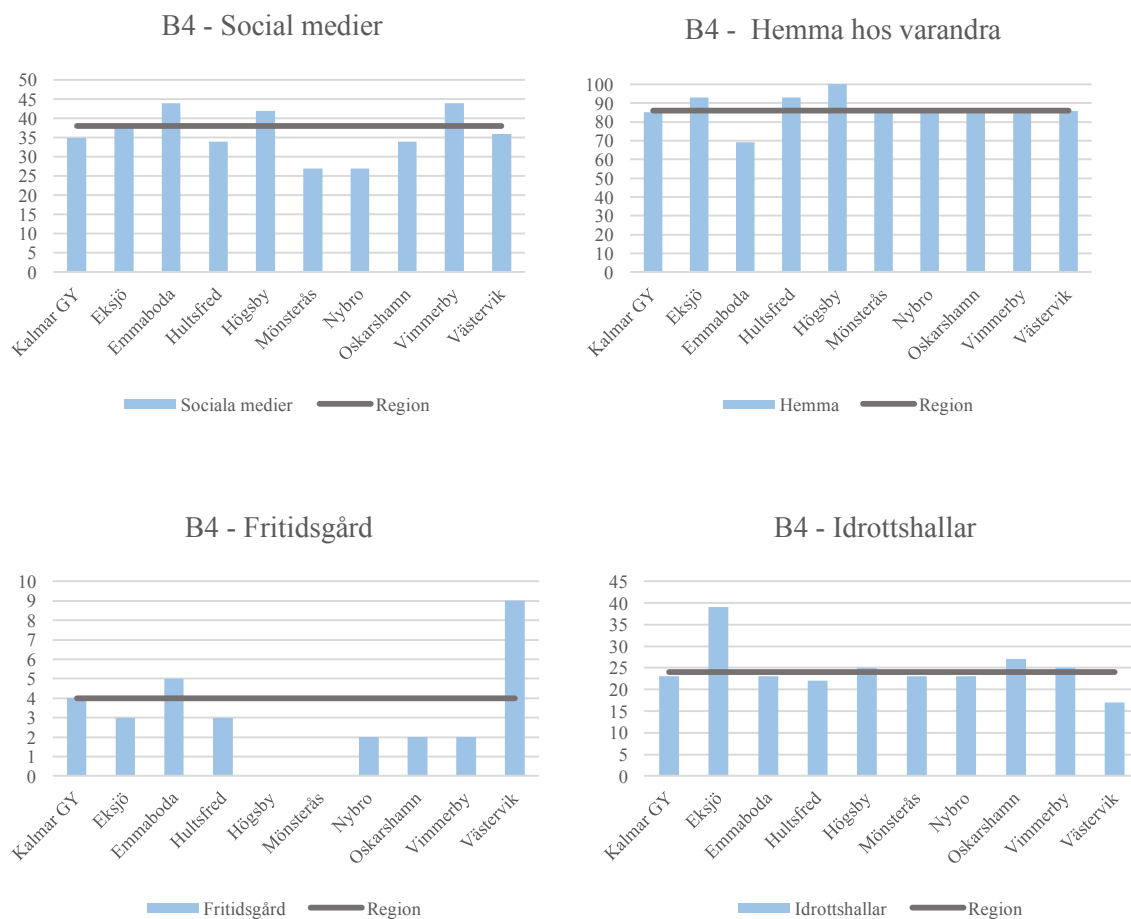 B4 - Social medier
50
45
40
35
30
25
20
15
10
5
0
Kalmar GY
Eksjö
Emmaboda
Hultsfred
Högsby
Mönsterås
Nybro
Oskarshamn
Vimmerby
Västervik
Sociala medier
Region
B4 -  Hemma hos varandra
100
90
80
70
60
50
40
30
20
10
0
Kalmar GY
Eksjö
Emmaboda
Hultsfred
Högsby
Mönsterås
Nybro
Oskarshamn
Vimmerby
Västervik
Hemma
Region
B4 - Fritidsgård
10
9
8
7
6
5
4
3
2
1
0
Kalmar GY
Eksjö
Emmaboda
Hultsfred
Högsby
Mönsterås
Nybro
Oskarshamn
Vimmerby
Västervik
Fritidsgård
Region
B4 - Idrottshallar
45
40
35
30
25
20
15
10
5
0
Kalmar GY
Eksjö
Emmaboda
Hultsfred
Högsby
Mönsterås
Nybro
Oskarshamn
Vimmerby
Västervik
Idrottshallar
Region